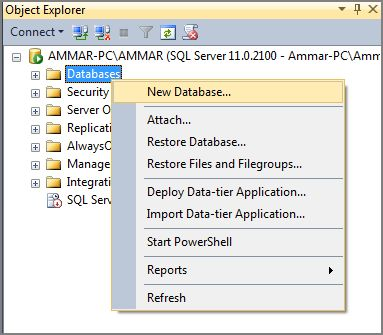 Object Explorer
Connect
AMMAR-PC\AMMAR (SQL Server 11.0.2100 - Ammar-PC\A
Databases
New Database...
Security
Attach...
Server O
Restore Database...
Replicati
Restore Files and Filegroups...
AlwaysO
Manage
Deploy Data-tier Application...
Integrati
Import Data-tier Application...
SQL Serv
Start PowerShell
Reports
Refresh